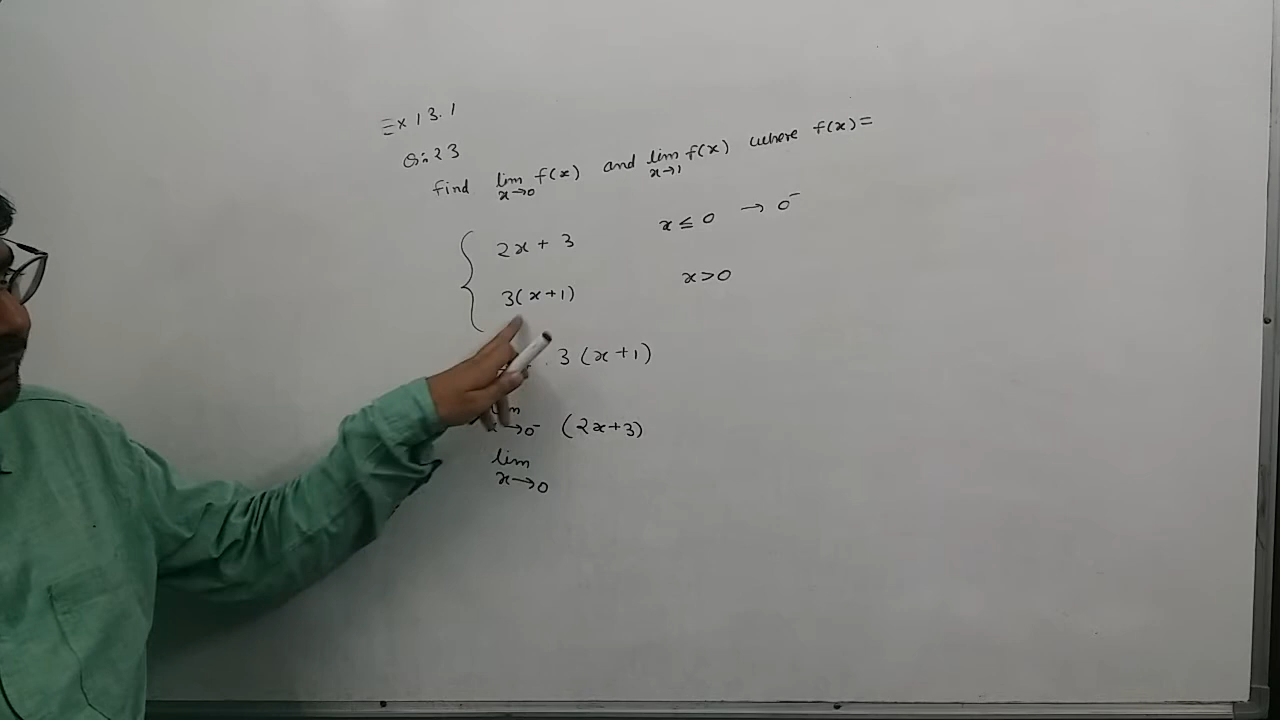 Ex 13.1
Q:- 23
Find lim x→0 f(x) and lim x→1 f(x) where f(x)=
{ 2x + 3 x ≤ 0 → 0⁻
3(x+1) x>0
3 (x+1)
x→0⁻ (2x+3)
lim x→0